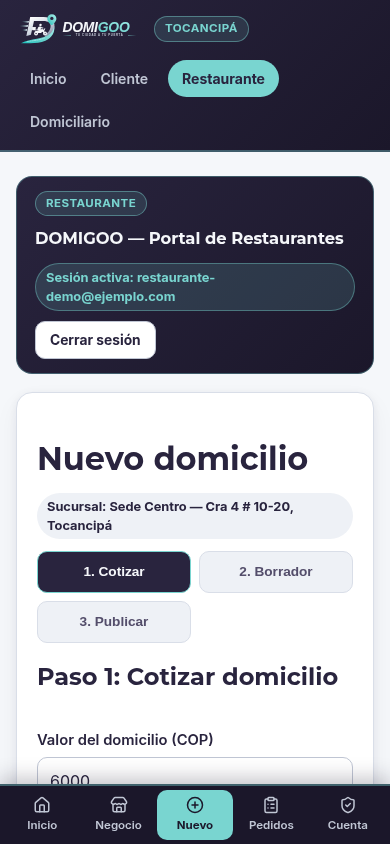 DOMIGOO
TU CIUDAD A TU PUERTA
TOCANCIPÁ
Inicio
Cliente
Restaurante
Domiciliario
RESTAURANTE
DOMIGOO — Portal de Restaurantes
Sesión activa: restaurante-
demo@ejemplo.com
Cerrar sesión
Nuevo domicilio
Sucursal: Sede Centro — Cra 4 # 10-20,
Tocancipá
1. Cotizar
2. Borrador
3. Publicar
Paso 1: Cotizar domicilio
Valor del domicilio (COP)
6000
Inicio
Negocio
Nuevo
Pedidos
Cuenta